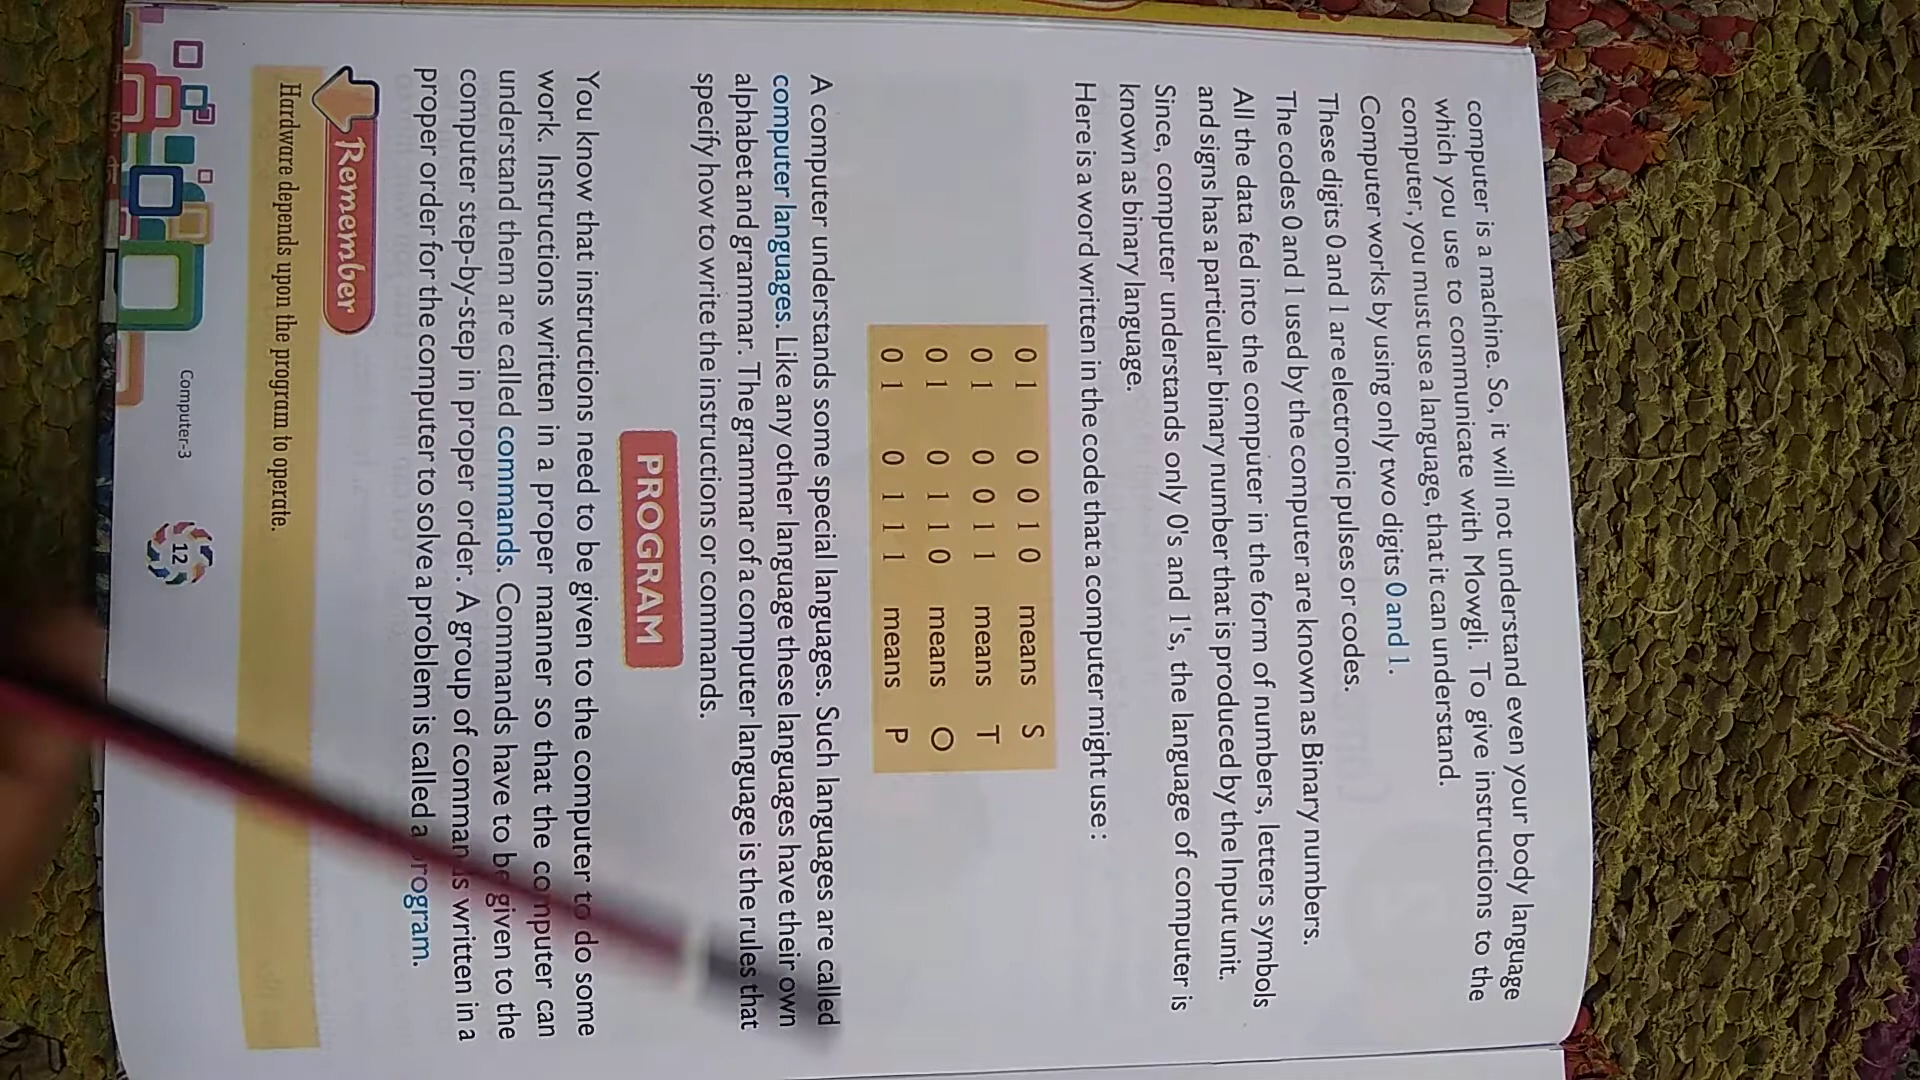 computer is a machine. So, it will not understand even your body language
which you use to communicate with Mowgli. To give instructions to the
computer, you must use a language, that it can understand.
Computer works by using only two digits 0 and 1.
These digits 0 and 1 are electronic pulses or codes.
The codes 0 and 1 used by the computer are known as Binary numbers.
All the data fed into the computer in the form of numbers, letters symbols
and signs has a particular binary number that is produced by the Input unit.
Since, computer understands only 0's and 1's, the language of computer is
known as binary language.
Here is a word written in the code that a computer might use :
0 1 0 0 1 0 means S
0 1 0 0 1 1 means T
0 1 0 1 1 0 means O
0 1 0 1 1 1 means P
A computer understands some special languages. Such languages are called
computer languages. Like any other language these languages have their own
alphabet and grammar. The grammar of a computer language is the rules that
specify how to write the instructions or commands.
PROGRAM
You know that instructions need to be given to the computer to do some
work. Instructions written in a proper manner so that the computer can
understand them are called commands. Commands have to be given to the
computer step-by-step in proper order. A group of commands written in a
proper order for the computer to solve a problem is called a program.
Remember
Hardware depends upon the program to operate.
Computer-3
12